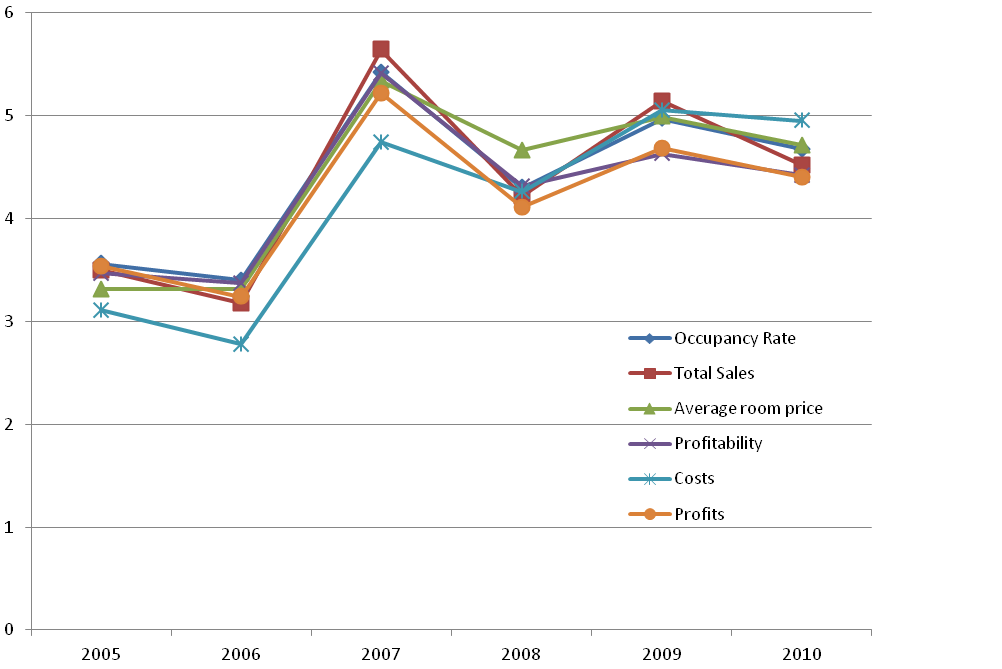 6
5
4
3
2
1
0
Occupancy Rate
Total Sales
Average room price
Profitability
Costs
Profits
2005 2006 2007 2008 2009 2010